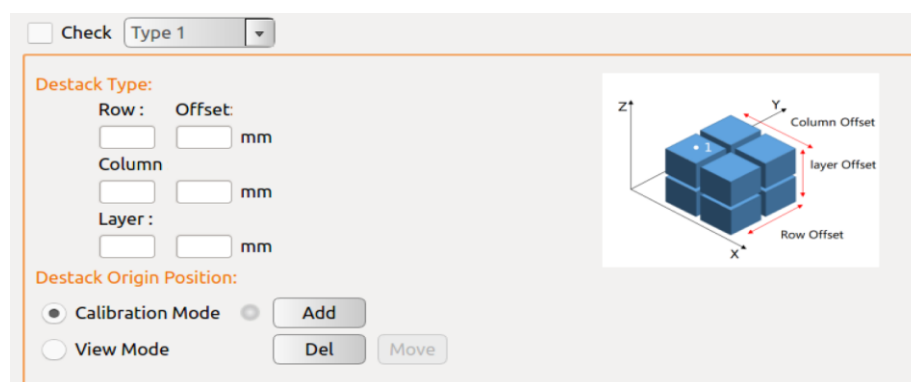 Check Type 1
Destack Type:
Row : Offset:
mm
Column
mm
Layer :
mm
Destack Origin Position:
Calibration Mode Add
View Mode Del Move
Z
Y
Column Offset
1
layer Offset
Row Offset
X